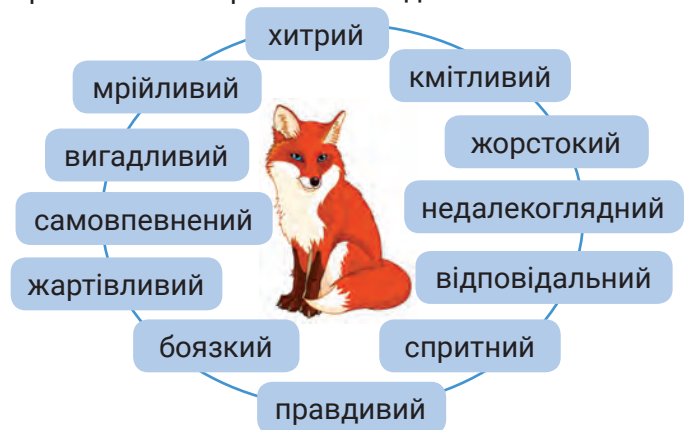 хитрий
мрійливий
кмітливий
вигадливий
жорстокий
самовпевнений
недалекоглядний
жартівливий
відповідальний
боязкий
спритний
правдивий